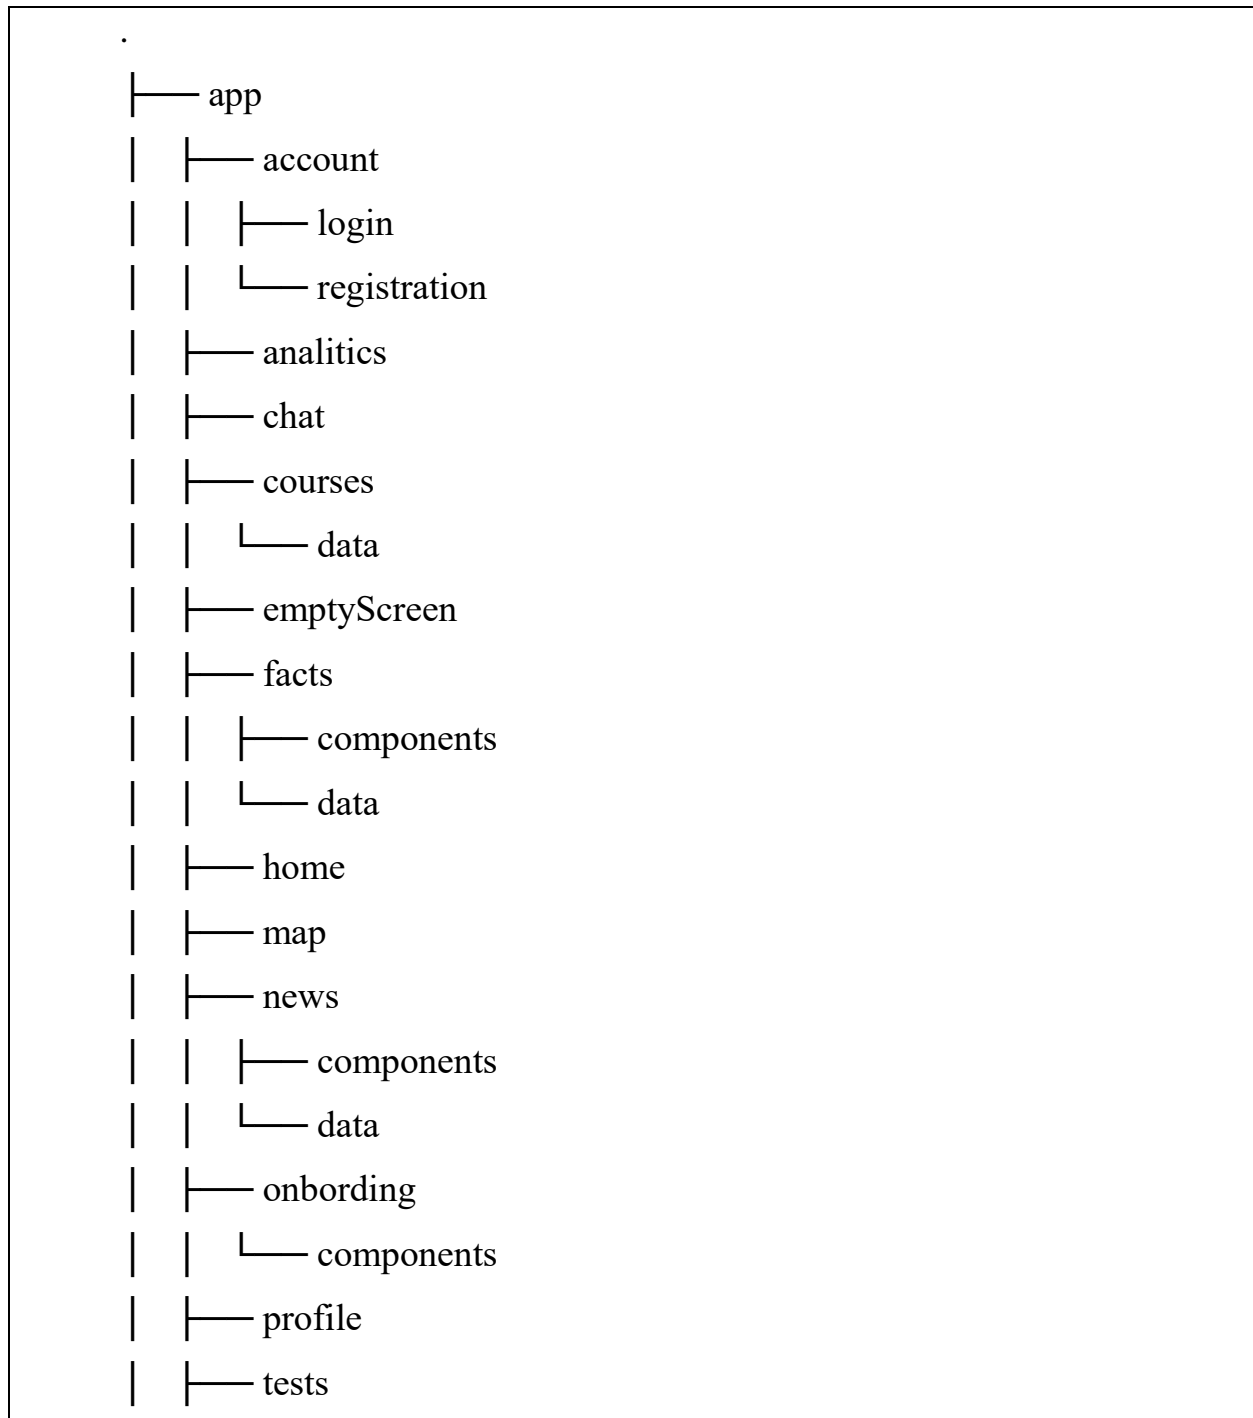 .
├── app
│   ├── account
│   │   ├── login
│   │   └── registration
│   ├── analitics
│   ├── chat
│   ├── courses
│   │   └── data
│   ├── emptyScreen
│   ├── facts
│   │   ├── components
│   │   └── data
│   ├── home
│   ├── map
│   ├── news
│   │   ├── components
│   │   └── data
│   ├── onbording
│   │   └── components
│   ├── profile
│   ├── tests